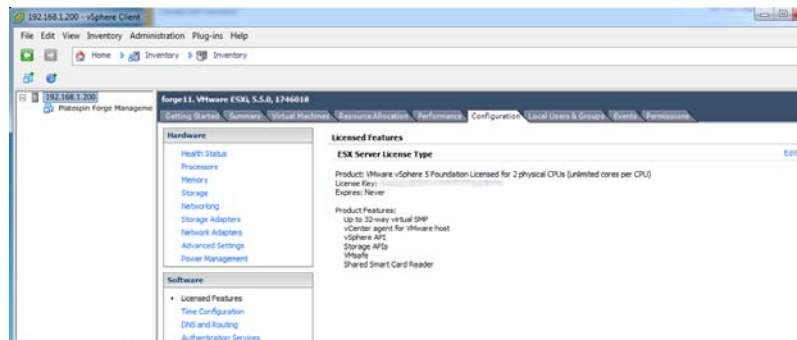 192.168.1.200 - vSphere Client
File Edit View Inventory Administration Plug-ins Help
Home Inventory Inventory
192.168.1.200
Platespin Forge Manageme
forge11. VMware ESXi, 5.5.0, 1746018
Getting Started Summary Virtual Machines Resource Allocation Performance Configuration Local Users & Groups Events Permissions
Hardware
Health Status
Processors
Memory
Storage
Networking
Storage Adapters
Network Adapters
Advanced Settings
Power Management
Software
Licensed Features
Time Configuration
DNS and Routing
Authentication Services
Licensed Features
ESX Server License Type
Edit
Product: VMware vSphere 5 Foundation Licensed for 2 physical CPUs (unlimited cores per CPU)
License Key:
Expires: Never
Product Features:
Up to 32-way virtual SMP
vCenter agent for VMware host
vSphere API
Storage APIs
VMsafe
Shared Smart Card Reader